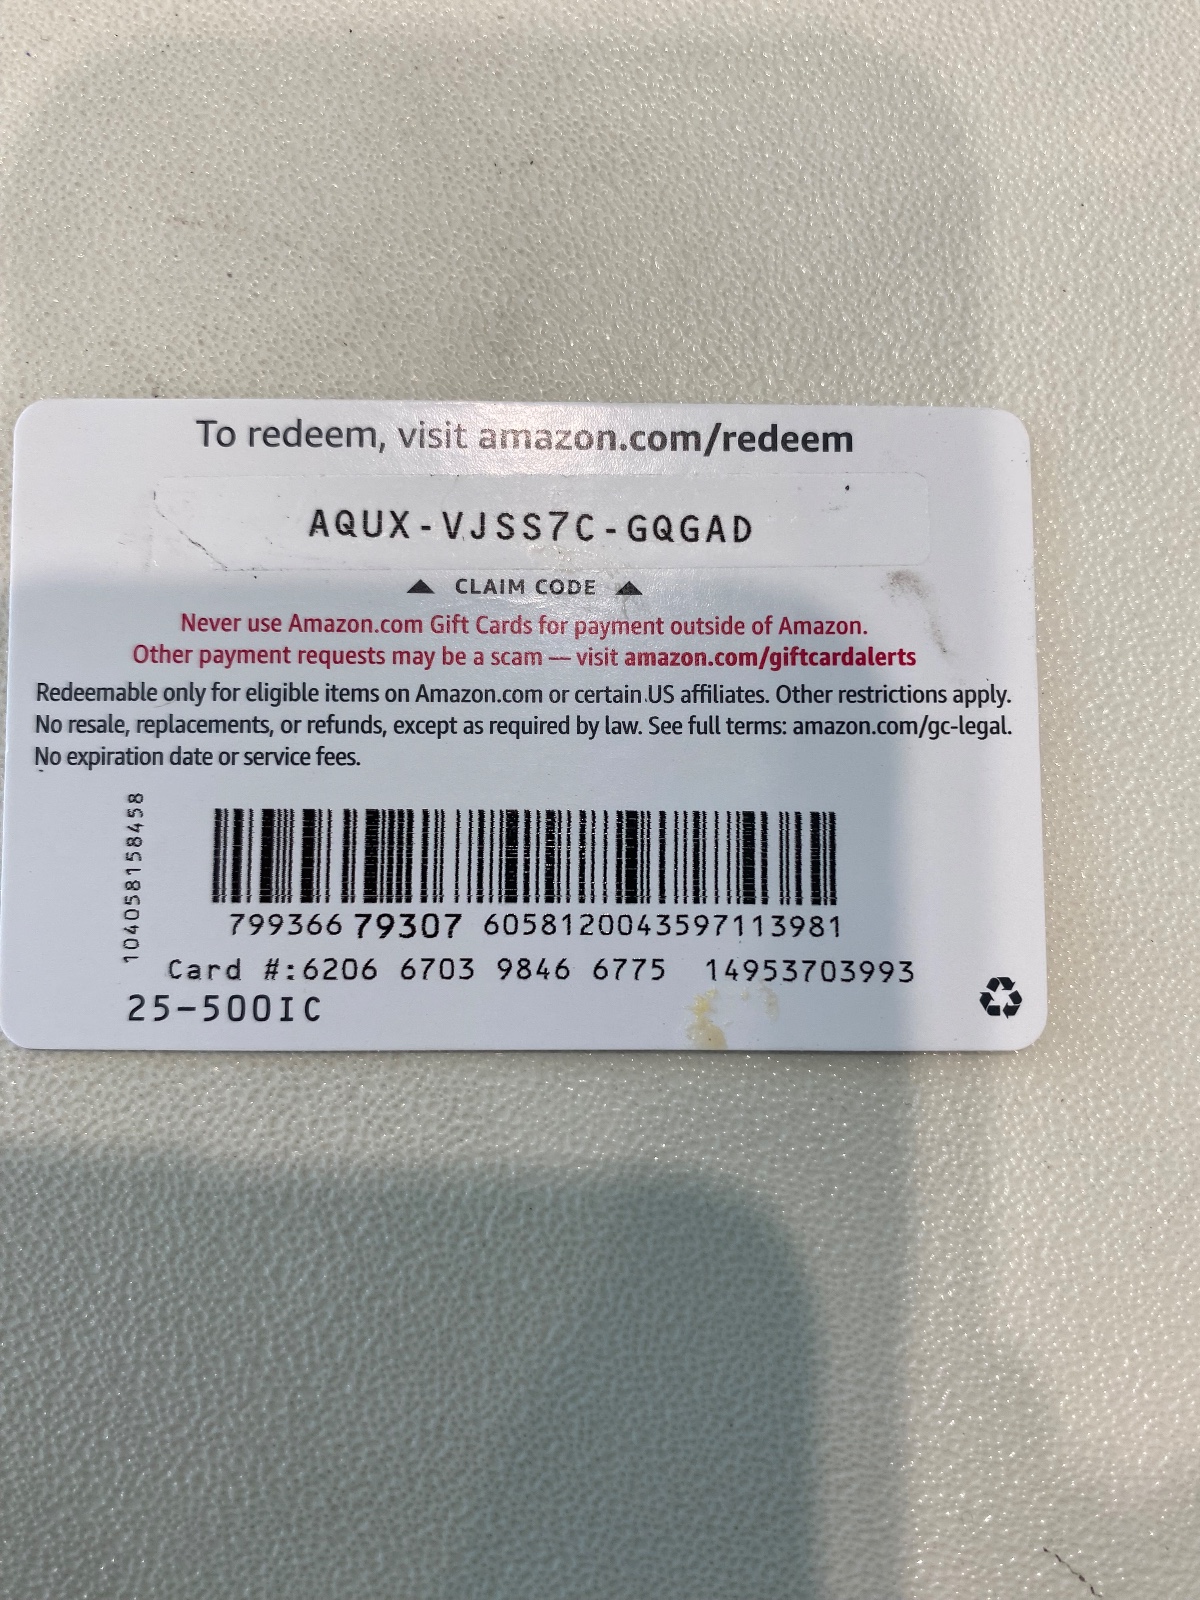 To redeem, visit amazon.com/redeem
AQUX-VJSS7C-GQGAD
▲ CLAIM CODE ▲
Never use Amazon.com Gift Cards for payment outside of Amazon.
Other payment requests may be a scam — visit amazon.com/giftcardalerts
Redeemable only for eligible items on Amazon.com or certain US affiliates. Other restrictions apply.
No resale, replacements, or refunds, except as required by law. See full terms: amazon.com/gc-legal.
No expiration date or service fees.
104058158458
799366 79307 6058120043597113981
Card #:6206 6703 9846 6775 14953703993
25-500IC